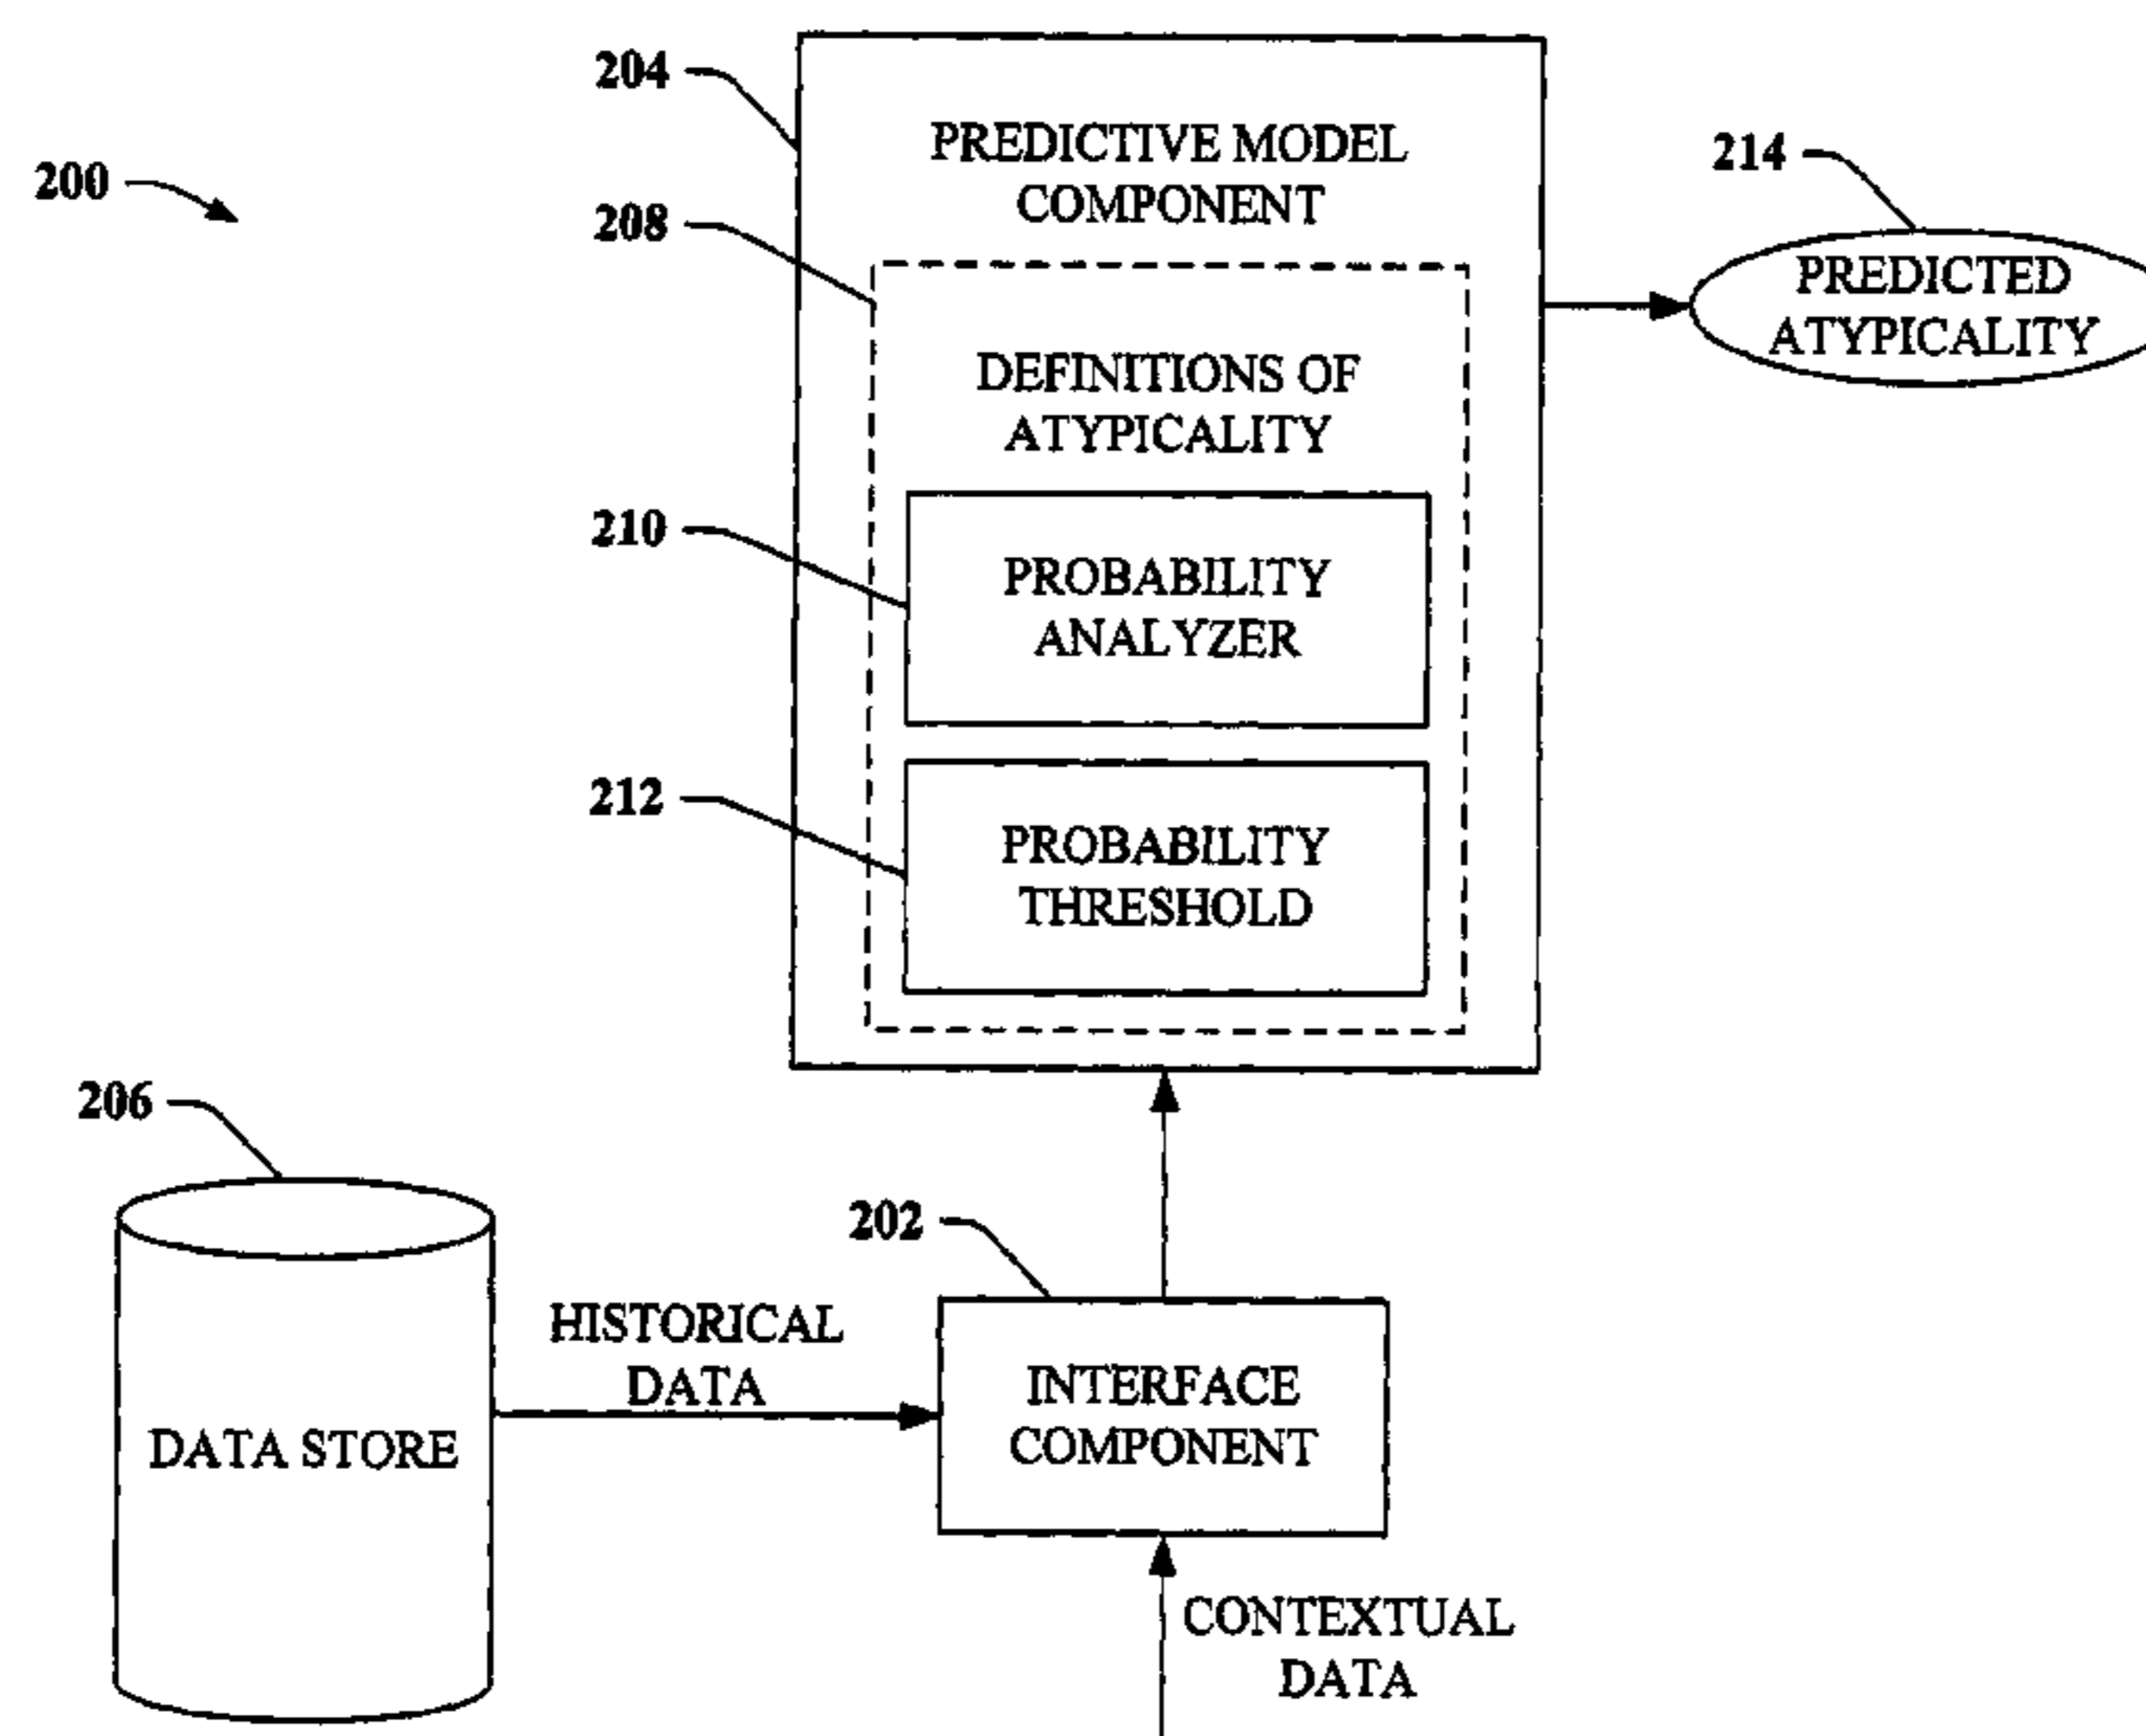 204
PREDICTIVE MODEL
COMPONENT
214
200
208
PREDICTED
ATYPICALITY
DEFINITIONS OF
ATYPICALITY
210
PROBABILITY
ANALYZER
212
PROBABILITY
THRESHOLD
206
202
HISTORICAL
DATA
INTERFACE
COMPONENT
DATA STORE
CONTEXTUAL
DATA